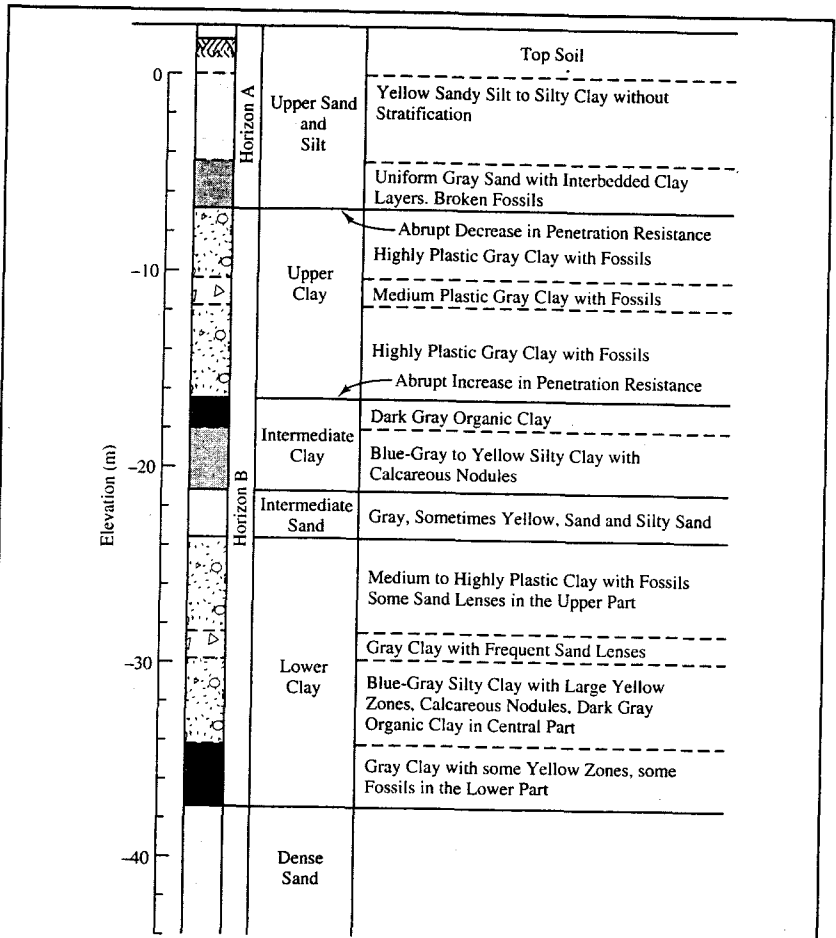 Top Soil
0
Horizon A
Upper Sand
and
Silt
Yellow Sandy Silt to Silty Clay without
Stratification
Uniform Gray Sand with Interbedded Clay
Layers. Broken Fossils
Abrupt Decrease in Penetration Resistance
Highly Plastic Gray Clay with Fossils
–10
Upper
Clay
Medium Plastic Gray Clay with Fossils
Highly Plastic Gray Clay with Fossils
Abrupt Increase in Penetration Resistance
Dark Gray Organic Clay
Intermediate
Clay
Blue-Gray to Yellow Silty Clay with
Calcareous Nodules
–20
Elevation (m)
Horizon B
Intermediate
Sand
Gray, Sometimes Yellow, Sand and Silty Sand
Medium to Highly Plastic Clay with Fossils
Some Sand Lenses in the Upper Part
Gray Clay with Frequent Sand Lenses
–30
Lower
Clay
Blue-Gray Silty Clay with Large Yellow
Zones, Calcareous Nodules, Dark Gray
Organic Clay in Central Part
Gray Clay with some Yellow Zones, some
Fossils in the Lower Part
–40
Dense
Sand